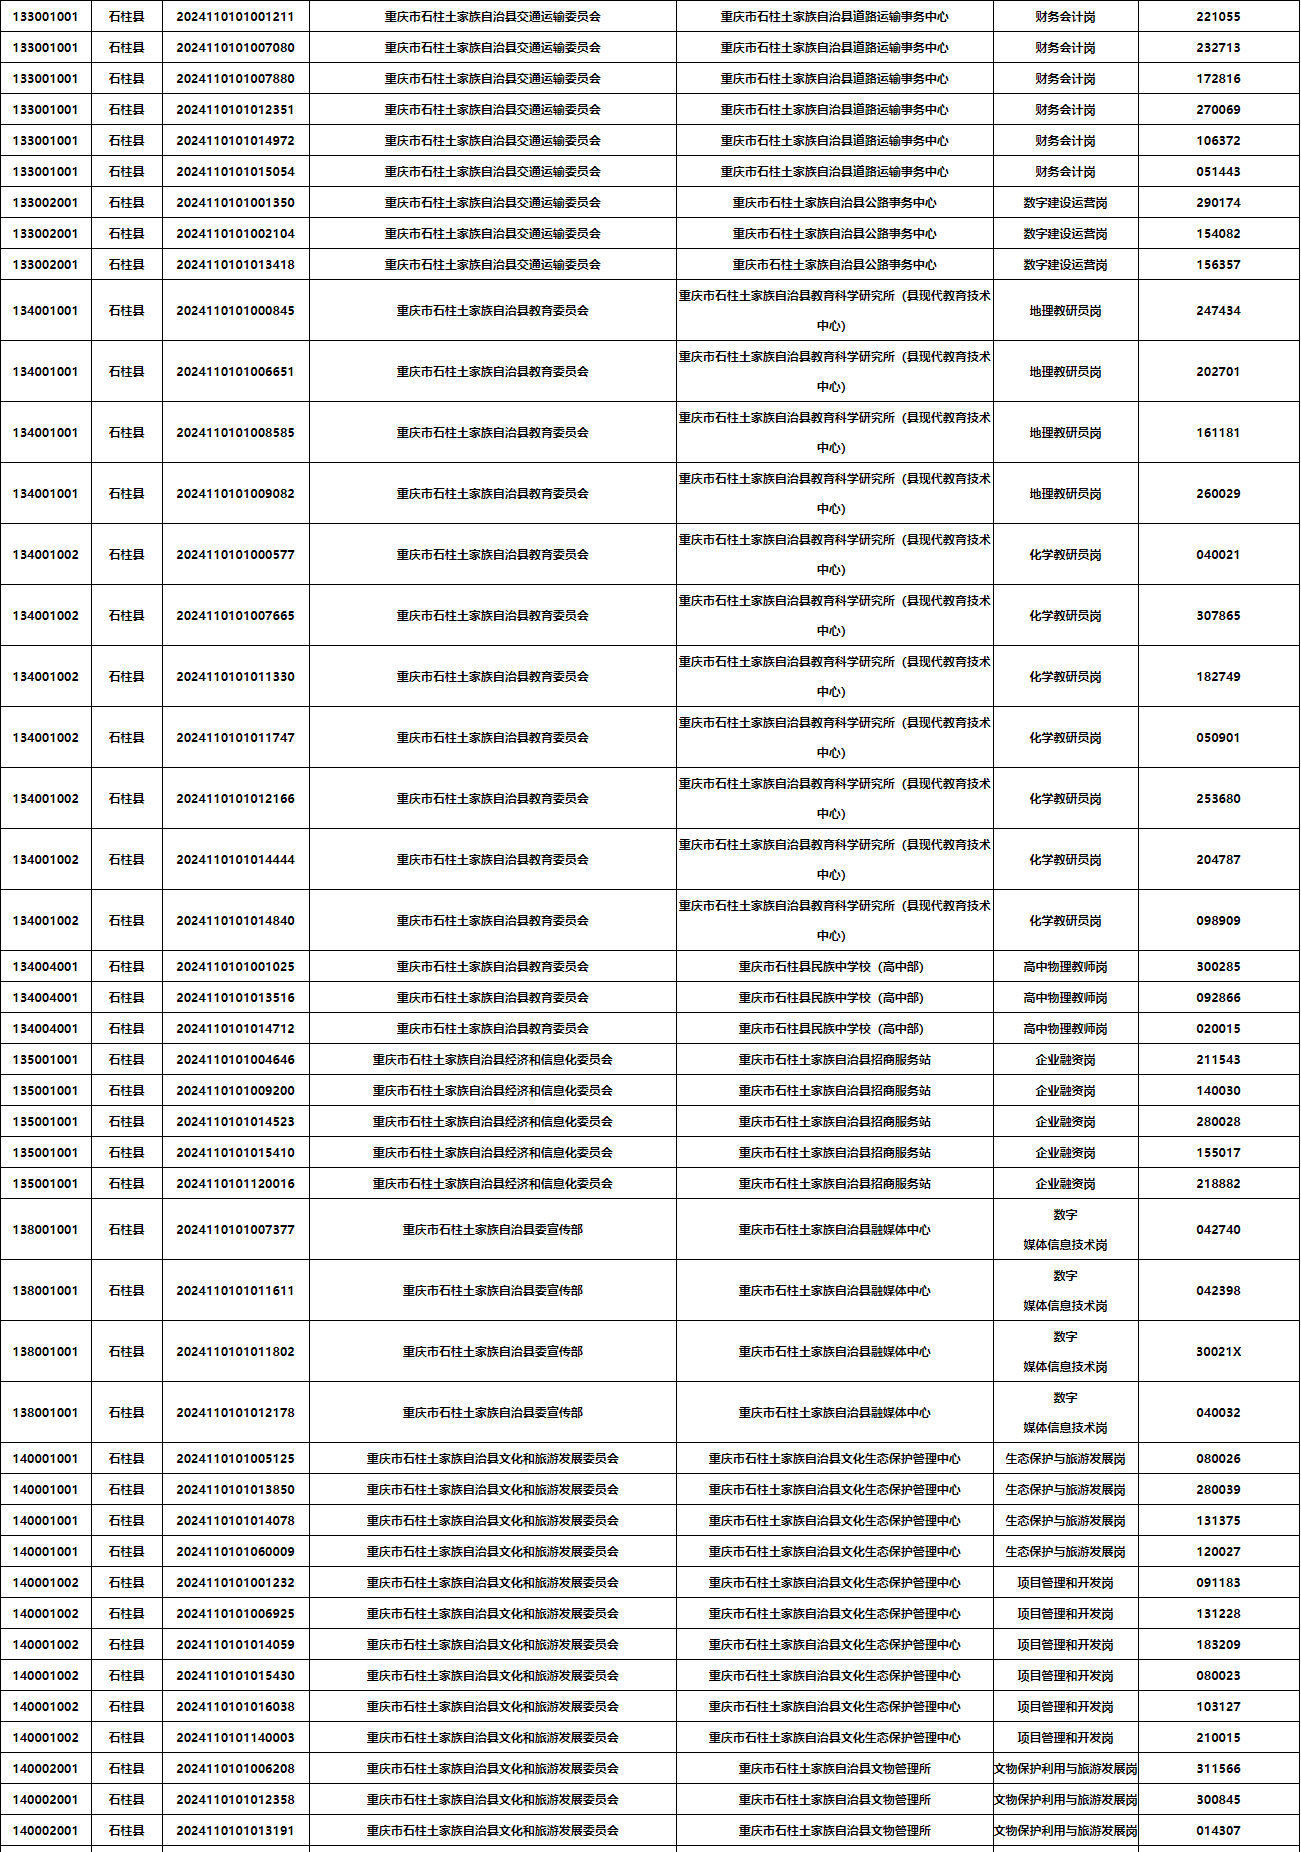 133001001 石柱县 2024110101001211 重庆市石柱土家族自治县交通运输委员会 重庆市石柱土家族自治县道路运输事务中心 财务会计岗 221055
133001001 石柱县 2024110101007080 重庆市石柱土家族自治县交通运输委员会 重庆市石柱土家族自治县道路运输事务中心 财务会计岗 232713
133001001 石柱县 2024110101007880 重庆市石柱土家族自治县交通运输委员会 重庆市石柱土家族自治县道路运输事务中心 财务会计岗 172816
133001001 石柱县 2024110101012351 重庆市石柱土家族自治县交通运输委员会 重庆市石柱土家族自治县道路运输事务中心 财务会计岗 270069
133001001 石柱县 2024110101014972 重庆市石柱土家族自治县交通运输委员会 重庆市石柱土家族自治县道路运输事务中心 财务会计岗 106372
133001001 石柱县 2024110101015054 重庆市石柱土家族自治县交通运输委员会 重庆市石柱土家族自治县道路运输事务中心 财务会计岗 051443
133002001 石柱县 2024110101001350 重庆市石柱土家族自治县交通运输委员会 重庆市石柱土家族自治县公路事务中心 数字建设运营岗 290174
133002001 石柱县 2024110101002104 重庆市石柱土家族自治县交通运输委员会 重庆市石柱土家族自治县公路事务中心 数字建设运营岗 154082
133002001 石柱县 2024110101013418 重庆市石柱土家族自治县交通运输委员会 重庆市石柱土家族自治县公路事务中心 数字建设运营岗 156357
134001001 石柱县 2024110101000845 重庆市石柱土家族自治县教育委员会 重庆市石柱土家族自治县教育科学研究所（县现代教育技术
中心） 地理教研员岗 247434
134001001 石柱县 2024110101006651 重庆市石柱土家族自治县教育委员会 重庆市石柱土家族自治县教育科学研究所（县现代教育技术
中心） 地理教研员岗 202701
134001001 石柱县 2024110101008585 重庆市石柱土家族自治县教育委员会 重庆市石柱土家族自治县教育科学研究所（县现代教育技术
中心） 地理教研员岗 161181
134001001 石柱县 2024110101009082 重庆市石柱土家族自治县教育委员会 重庆市石柱土家族自治县教育科学研究所（县现代教育技术
中心） 地理教研员岗 260029
134001002 石柱县 2024110101000577 重庆市石柱土家族自治县教育委员会 重庆市石柱土家族自治县教育科学研究所（县现代教育技术
中心） 化学教研员岗 040021
134001002 石柱县 2024110101007665 重庆市石柱土家族自治县教育委员会 重庆市石柱土家族自治县教育科学研究所（县现代教育技术
中心） 化学教研员岗 307865
134001002 石柱县 2024110101011330 重庆市石柱土家族自治县教育委员会 重庆市石柱土家族自治县教育科学研究所（县现代教育技术
中心） 化学教研员岗 182749
134001002 石柱县 2024110101011747 重庆市石柱土家族自治县教育委员会 重庆市石柱土家族自治县教育科学研究所（县现代教育技术
中心） 化学教研员岗 050901
134001002 石柱县 2024110101012166 重庆市石柱土家族自治县教育委员会 重庆市石柱土家族自治县教育科学研究所（县现代教育技术
中心） 化学教研员岗 253680
134001002 石柱县 2024110101014444 重庆市石柱土家族自治县教育委员会 重庆市石柱土家族自治县教育科学研究所（县现代教育技术
中心） 化学教研员岗 204787
134001002 石柱县 2024110101014840 重庆市石柱土家族自治县教育委员会 重庆市石柱土家族自治县教育科学研究所（县现代教育技术
中心） 化学教研员岗 098909
134004001 石柱县 2024110101001025 重庆市石柱土家族自治县教育委员会 重庆市石柱县民族中学校（高中部） 高中物理教师岗 300285
134004001 石柱县 2024110101013516 重庆市石柱土家族自治县教育委员会 重庆市石柱县民族中学校（高中部） 高中物理教师岗 092866
134004001 石柱县 2024110101014712 重庆市石柱土家族自治县教育委员会 重庆市石柱县民族中学校（高中部） 高中物理教师岗 020015
135001001 石柱县 2024110101004646 重庆市石柱土家族自治县经济和信息化委员会 重庆市石柱土家族自治县招商服务站 企业融资岗 211543
135001001 石柱县 2024110101009200 重庆市石柱土家族自治县经济和信息化委员会 重庆市石柱土家族自治县招商服务站 企业融资岗 140030
135001001 石柱县 2024110101014523 重庆市石柱土家族自治县经济和信息化委员会 重庆市石柱土家族自治县招商服务站 企业融资岗 280028
135001001 石柱县 2024110101015410 重庆市石柱土家族自治县经济和信息化委员会 重庆市石柱土家族自治县招商服务站 企业融资岗 155017
135001001 石柱县 2024110101120016 重庆市石柱土家族自治县经济和信息化委员会 重庆市石柱土家族自治县招商服务站 企业融资岗 218882
138001001 石柱县 2024110101007377 重庆市石柱土家族自治县委宣传部 重庆市石柱土家族自治县融媒体中心 数字
媒体信息技术岗 042740
138001001 石柱县 2024110101011611 重庆市石柱土家族自治县委宣传部 重庆市石柱土家族自治县融媒体中心 数字
媒体信息技术岗 042398
138001001 石柱县 2024110101011802 重庆市石柱土家族自治县委宣传部 重庆市石柱土家族自治县融媒体中心 数字
媒体信息技术岗 30021X
138001001 石柱县 2024110101012178 重庆市石柱土家族自治县委宣传部 重庆市石柱土家族自治县融媒体中心 数字
媒体信息技术岗 040032
140001001 石柱县 2024110101005125 重庆市石柱土家族自治县文化和旅游发展委员会 重庆市石柱土家族自治县文化生态保护管理中心 生态保护与旅游发展岗 080026
140001001 石柱县 2024110101013850 重庆市石柱土家族自治县文化和旅游发展委员会 重庆市石柱土家族自治县文化生态保护管理中心 生态保护与旅游发展岗 280039
140001001 石柱县 2024110101014078 重庆市石柱土家族自治县文化和旅游发展委员会 重庆市石柱土家族自治县文化生态保护管理中心 生态保护与旅游发展岗 131375
140001001 石柱县 2024110101060009 重庆市石柱土家族自治县文化和旅游发展委员会 重庆市石柱土家族自治县文化生态保护管理中心 生态保护与旅游发展岗 120027
140001002 石柱县 2024110101001232 重庆市石柱土家族自治县文化和旅游发展委员会 重庆市石柱土家族自治县文化生态保护管理中心 项目管理和开发岗 091183
140001002 石柱县 2024110101006925 重庆市石柱土家族自治县文化和旅游发展委员会 重庆市石柱土家族自治县文化生态保护管理中心 项目管理和开发岗 131228
140001002 石柱县 2024110101014059 重庆市石柱土家族自治县文化和旅游发展委员会 重庆市石柱土家族自治县文化生态保护管理中心 项目管理和开发岗 183209
140001002 石柱县 2024110101015430 重庆市石柱土家族自治县文化和旅游发展委员会 重庆市石柱土家族自治县文化生态保护管理中心 项目管理和开发岗 080023
140001002 石柱县 2024110101016038 重庆市石柱土家族自治县文化和旅游发展委员会 重庆市石柱土家族自治县文化生态保护管理中心 项目管理和开发岗 103127
140001002 石柱县 2024110101140003 重庆市石柱土家族自治县文化和旅游发展委员会 重庆市石柱土家族自治县文化生态保护管理中心 项目管理和开发岗 210015
140002001 石柱县 2024110101006208 重庆市石柱土家族自治县文化和旅游发展委员会 重庆市石柱土家族自治县文物管理所 文物保护利用与旅游发展岗 311566
140002001 石柱县 2024110101012358 重庆市石柱土家族自治县文化和旅游发展委员会 重庆市石柱土家族自治县文物管理所 文物保护利用与旅游发展岗 300845
140002001 石柱县 2024110101013191 重庆市石柱土家族自治县文化和旅游发展委员会 重庆市石柱土家族自治县文物管理所 文物保护利用与旅游发展岗 014307